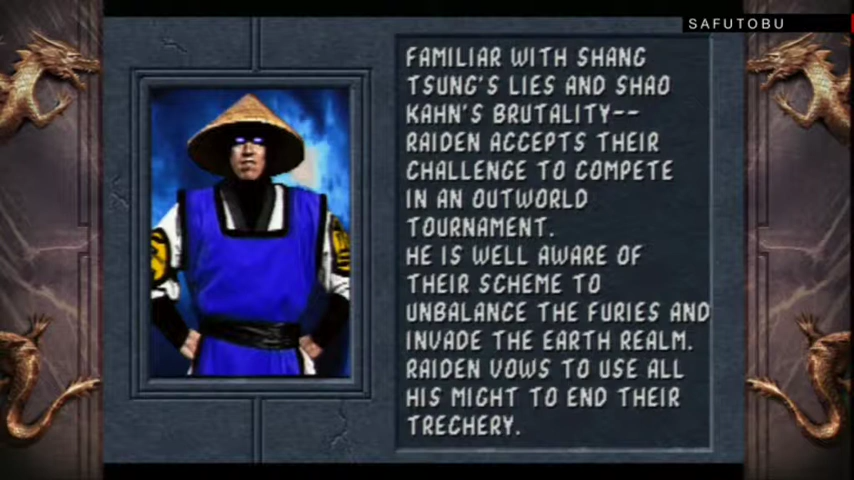 SAFUTOBU
FAMILIAR WITH SHANG
TSUNG'S LIES AND SHAO
KAHN'S BRUTALITY--
RAIDEN ACCEPTS THEIR
CHALLENGE TO COMPETE
IN AN OUTWORLD
TOURNAMENT.
HE IS WELL AWARE OF
THEIR SCHEME TO
UNBALANCE THE FURIES AND
INVADE THE EARTH REALM.
RAIDEN VOWS TO USE ALL
HIS MIGHT TO END THEIR
TRECHERY.